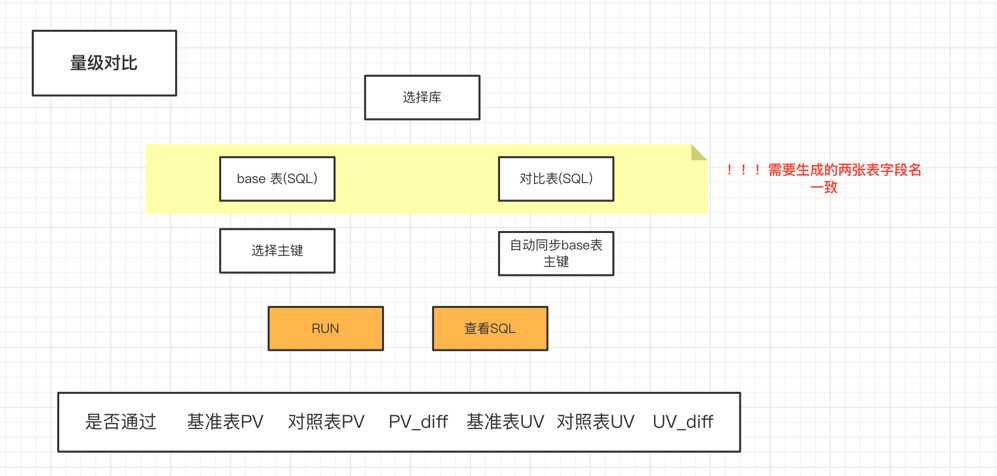 量级对比
选择库
base 表(SQL)
对比表(SQL)
！！！需要生成的两张表字段名
一致
选择主键
自动同步base表
主键
RUN
查看SQL
是否通过 基准表PV 对照表PV PV_diff 基准表UV 对照表UV UV_diff